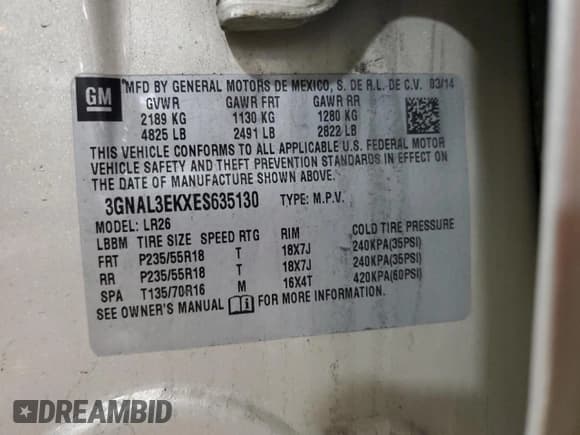 GM
*MFD BY GENERAL MOTORS DE MEXICO, S. DE R.L. DE C.V. 03/14
GVWR GAWR FRT GAWR RR
2189 KG 1130 KG 1280 KG
4825 LB 2491 LB 2822 LB
THIS VEHICLE CONFORMS TO ALL APPLICABLE U.S. FEDERAL MOTOR
VEHICLE SAFETY AND THEFT PREVENTION STANDARDS IN EFFECT ON
THE DATE OF MANUFACTURE SHOWN ABOVE.
3GNAL3EKXES635130 TYPE: M.P.V.
MODEL: LR26
LBBM TIRE SIZE SPEED RTG RIM COLD TIRE PRESSURE
FRT P235/55R18 T 18X7J 240KPA(35PSI)
RR P235/55R18 T 18X7J 240KPA(35PSI)
SPA T135/70R16 M 16X4T 420KPA(60PSI)
SEE OWNER'S MANUAL FOR MORE INFORMATION.
DREAMBID